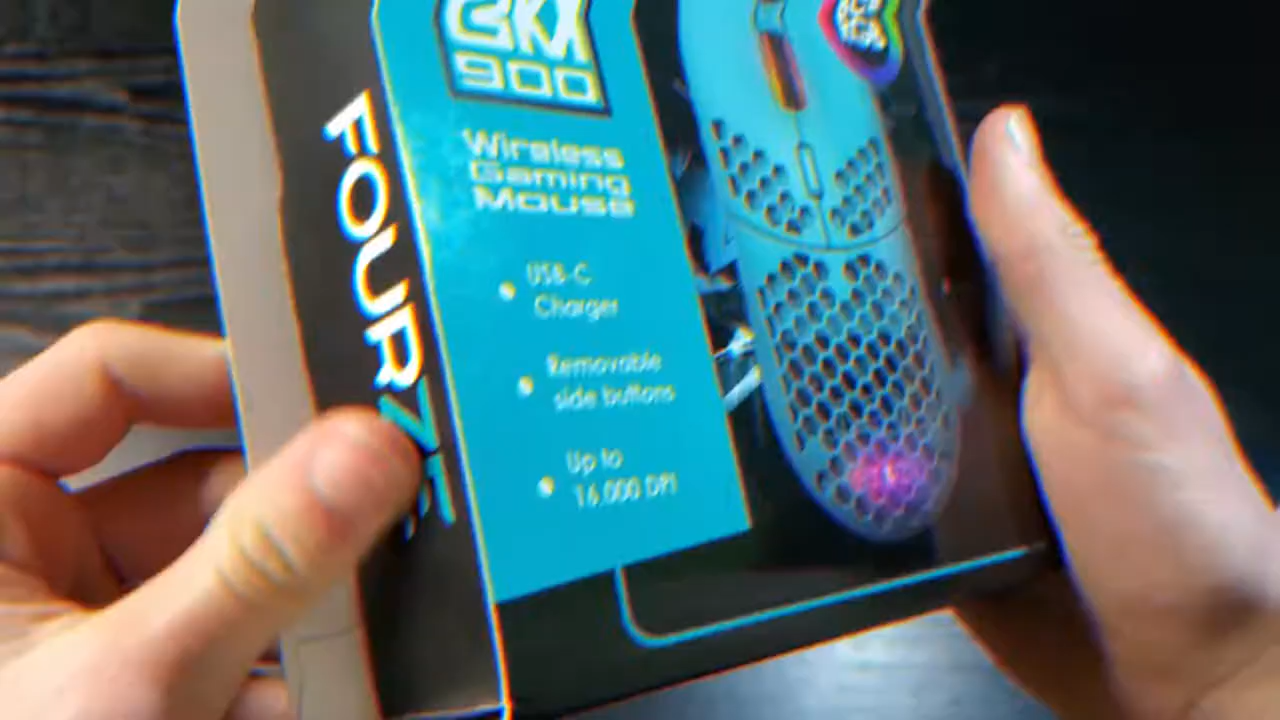 GM
900
Wireless
Gaming
Mouse
USB-C
Charger
Removable
side buttons
Up to
16.000 DPI
FOUR